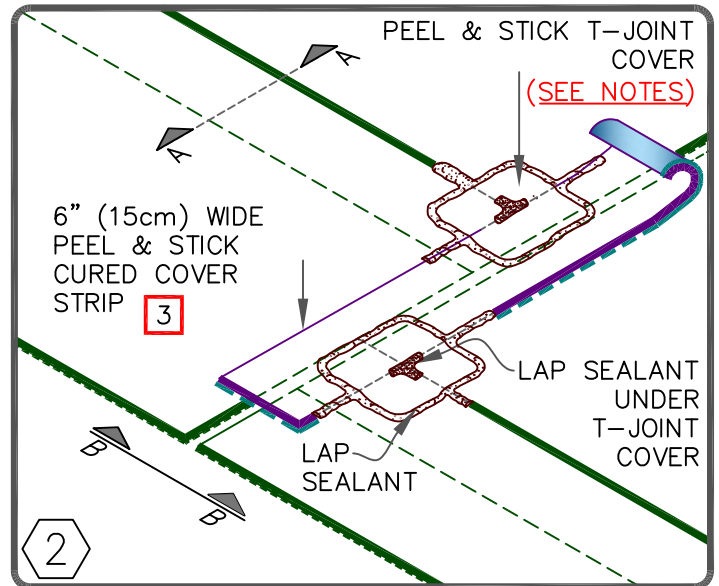 PEEL & STICK T-JOINT
COVER
(SEE NOTES)
A
A
6” (15cm) WIDE
PEEL & STICK
CURED COVER
STRIP 3
LAP SEALANT
UNDER
T-JOINT
COVER
LAP
SEALANT
B
B
2